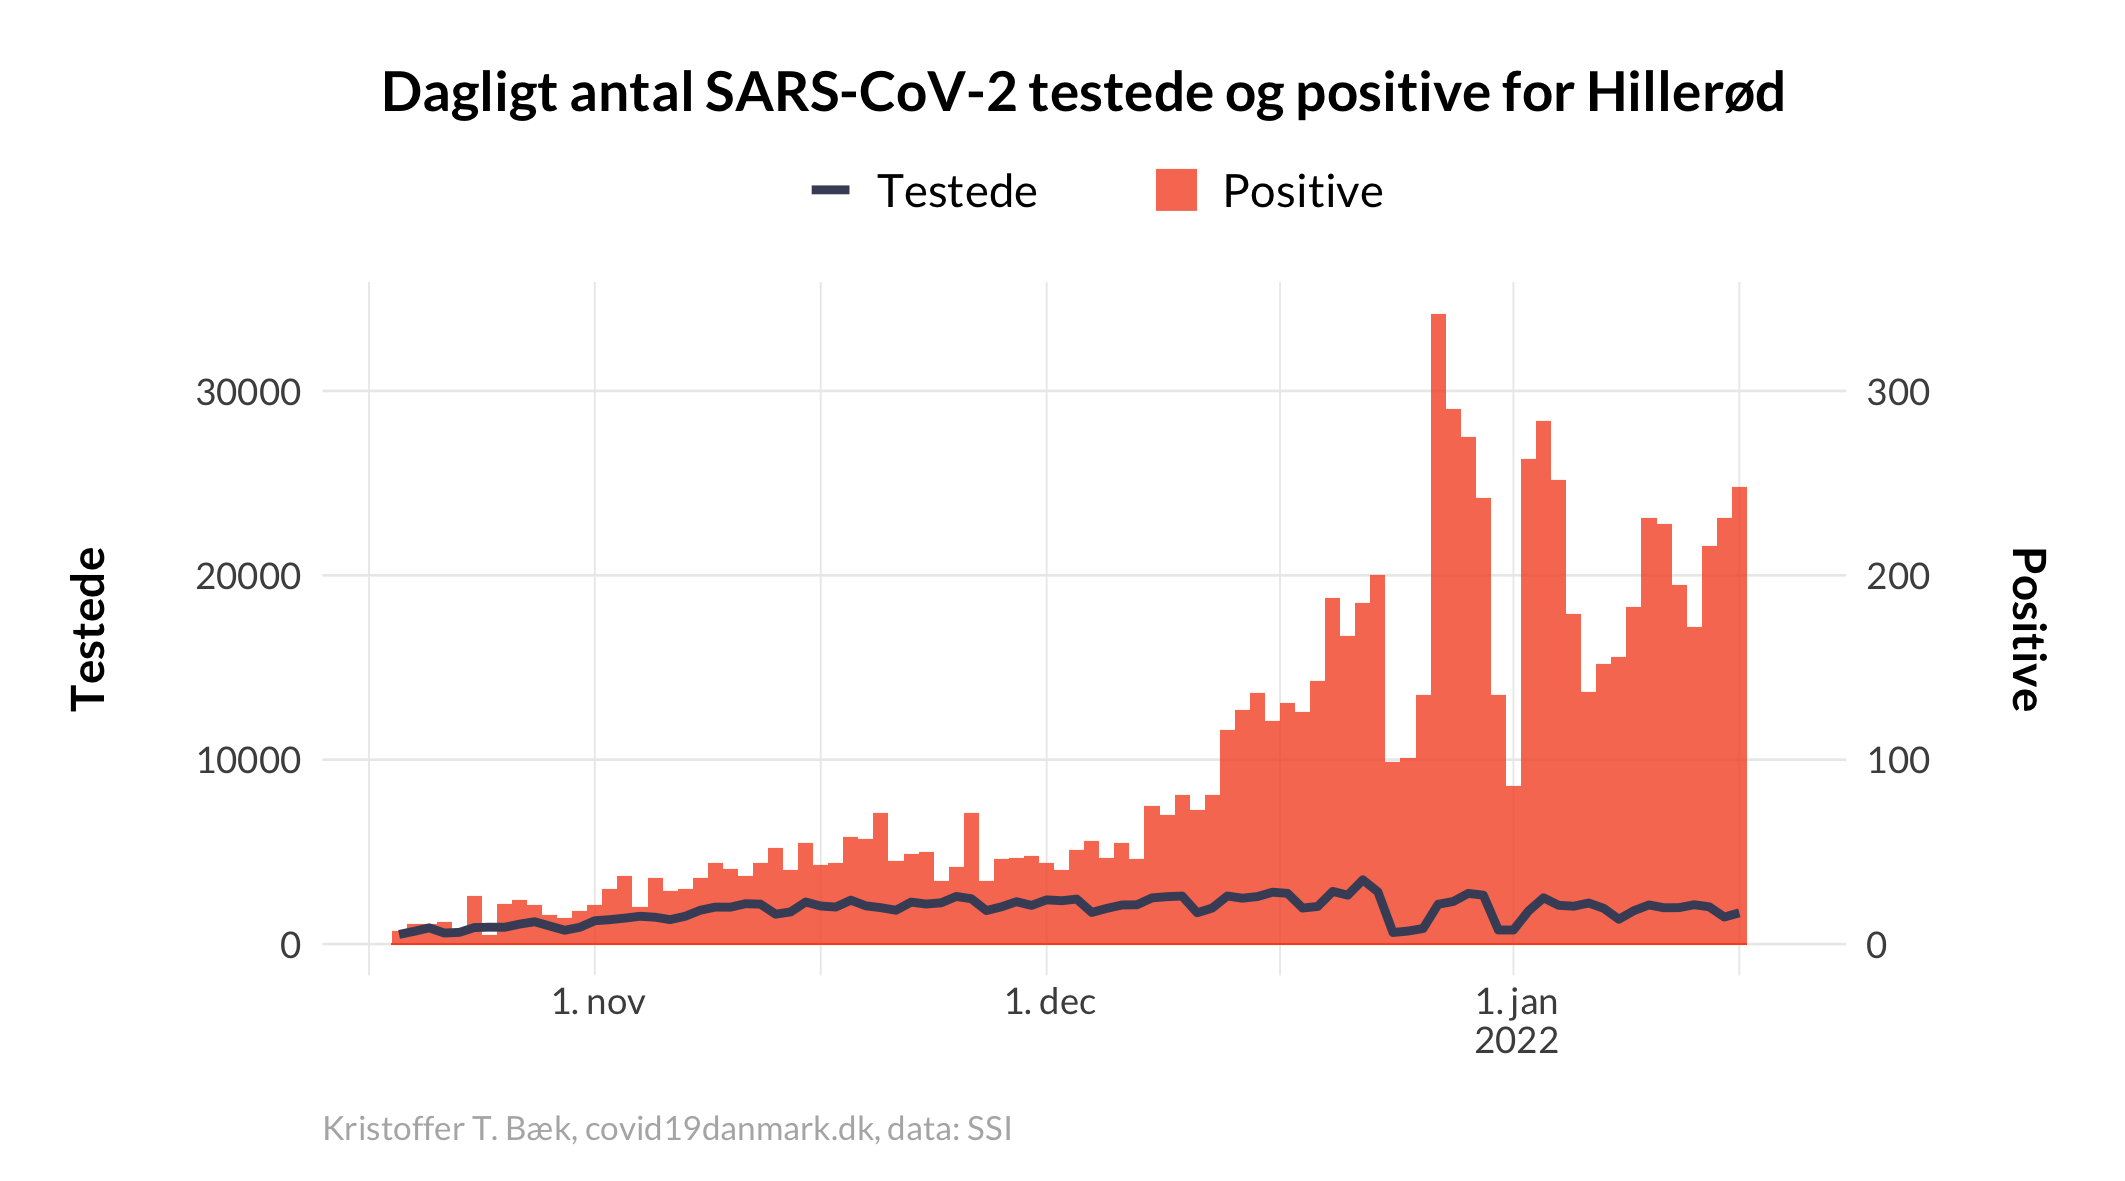 Dagligt antal SARS-CoV-2 testede og positive for Hillerød
Testede
Positive
30000
20000
10000
0
Testede
300
200
100
0
Positive
1. nov
1. dec
1. jan
2022
Kristoffer T. Bæk, covid19danmark.dk, data: SSI